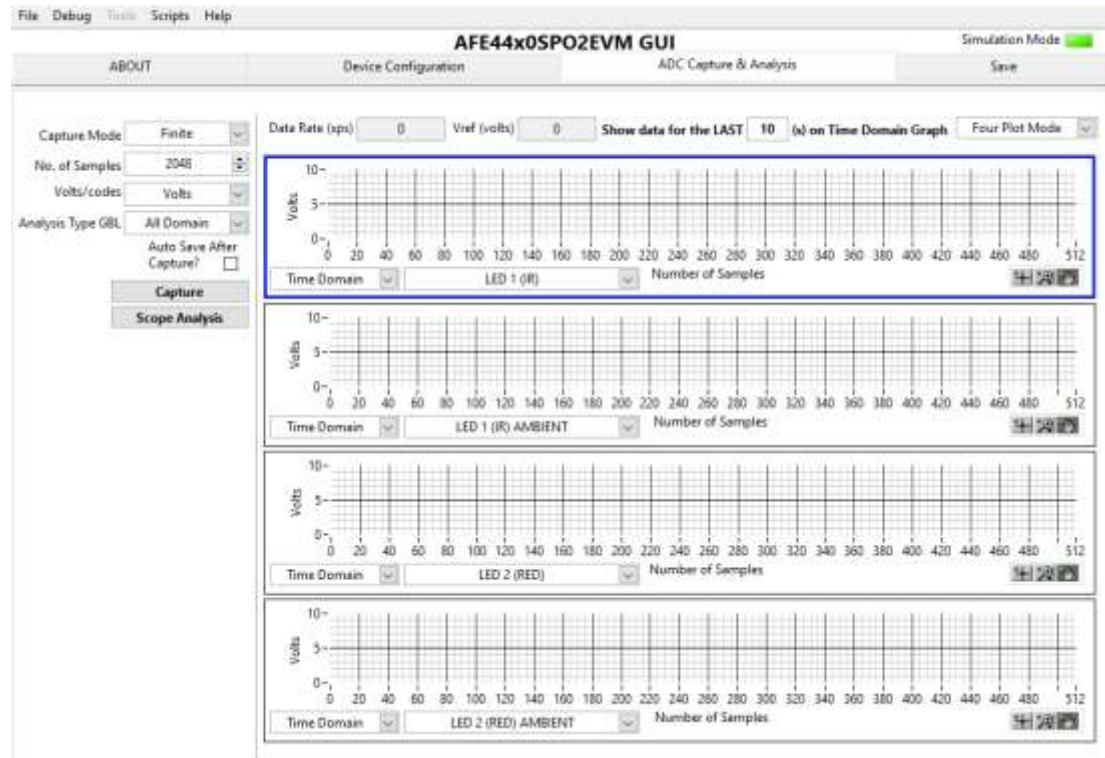 File Debug Tools Scripts Help
AFE44x0SPO2EVM GUI
Simulation Mode
ABOUT Device Configuration ADC Capture & Analysis Save
Capture Mode Finite
No. of Samples 2048
Volts/codes Volts
Analysis Type GBL All Domain
Auto Save After
Capture?
Capture
Scope Analysis
Data Rate (sps) 0 Vref (volts) 0 Show data for the LAST 10 (s) on Time Domain Graph Four Plot Mode
10
Volts
5
0
0 20 40 60 80 100 120 140 160 180 200 220 240 260 280 300 320 340 360 380 400 420 440 460 480 512
Number of Samples
Time Domain LED 1 (IR)
10
Volts
5
0
0 20 40 60 80 100 120 140 160 180 200 220 240 260 280 300 320 340 360 380 400 420 440 460 480 512
Number of Samples
Time Domain LED 1 (IR) AMBIENT
10
Volts
5
0
0 20 40 60 80 100 120 140 160 180 200 220 240 260 280 300 320 340 360 380 400 420 440 460 480 512
Number of Samples
Time Domain LED 2 (RED)
10
Volts
5
0
0 20 40 60 80 100 120 140 160 180 200 220 240 260 280 300 320 340 360 380 400 420 440 460 480 512
Number of Samples
Time Domain LED 2 (RED) AMBIENT